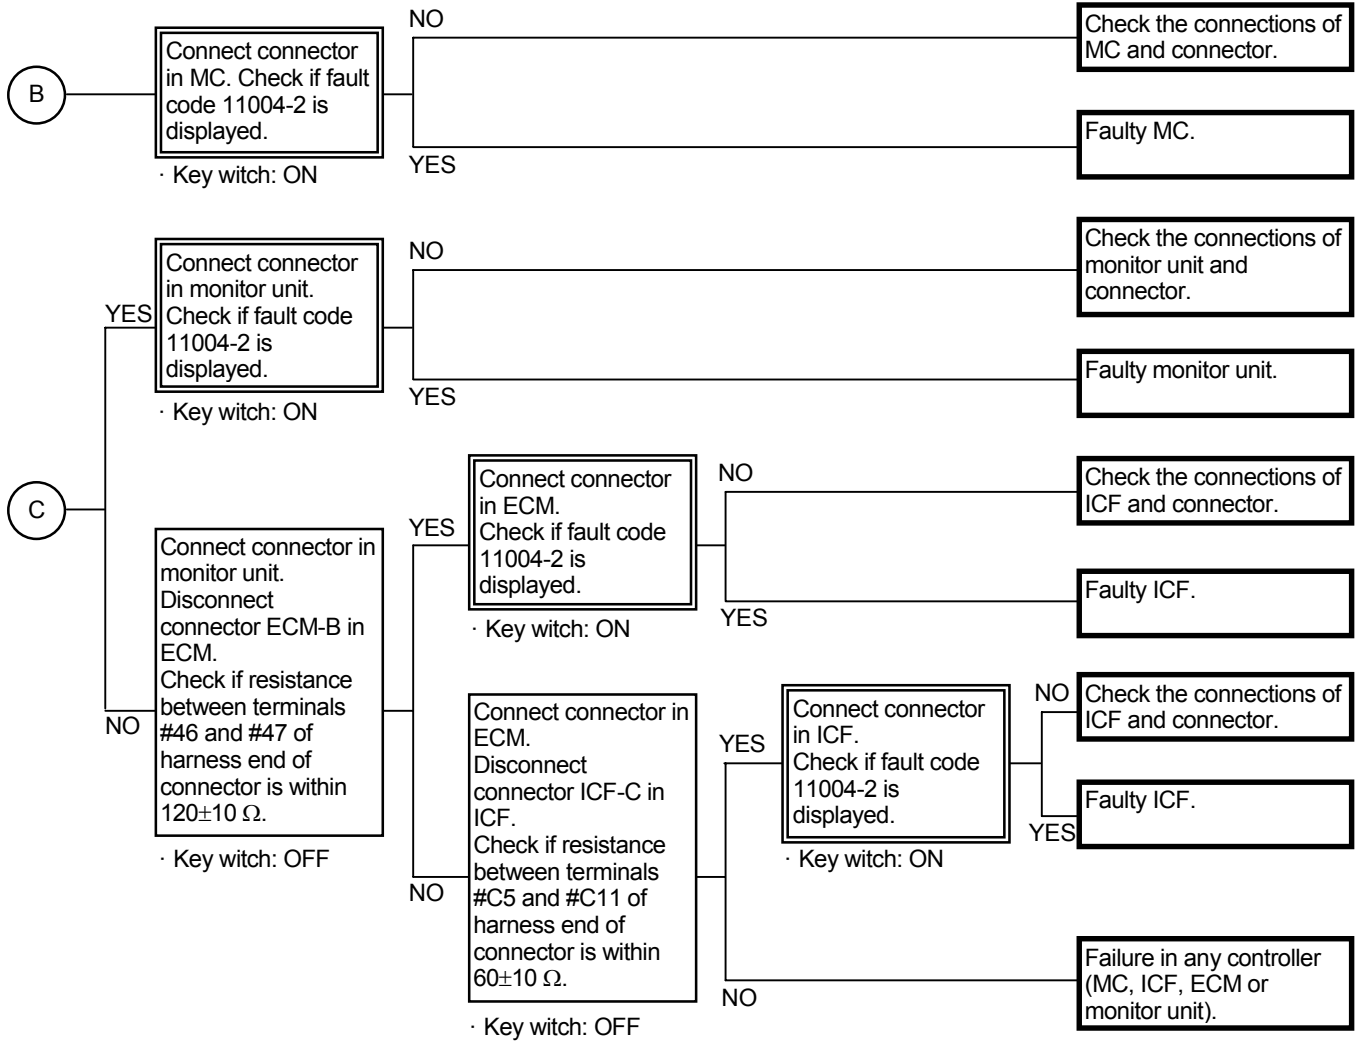 B
Connect connector
in MC. Check if fault
code 11004-2 is
displayed.
· Key witch: ON
NO
YES
Check the connections of
MC and connector.
Faulty MC.
C
YES
NO
Connect connector
in monitor unit.
Check if fault code
11004-2 is
displayed.
· Key witch: ON
NO
YES
Check the connections of
monitor unit and
connector.
Faulty monitor unit.
Connect connector in
monitor unit.
Disconnect
connector ECM-B in
ECM.
Check if resistance
between terminals
#46 and #47 of
harness end of
connector is within
120±10 Ω.
· Key witch: OFF
YES
NO
Connect connector
in ECM.
Check if fault code
11004-2 is
displayed.
· Key witch: ON
NO
YES
Check the connections of
ICF and connector.
Faulty ICF.
Connect connector in
ECM.
Disconnect
connector ICF-C in
ICF.
Check if resistance
between terminals
#C5 and #C11 of
harness end of
connector is within
60±10 Ω.
· Key witch: OFF
YES
NO
Connect connector
in ICF.
Check if fault code
11004-2 is
displayed.
· Key witch: ON
NO
YES
Check the connections of
ICF and connector.
Faulty ICF.
Failure in any controller
(MC, ICF, ECM or
monitor unit).